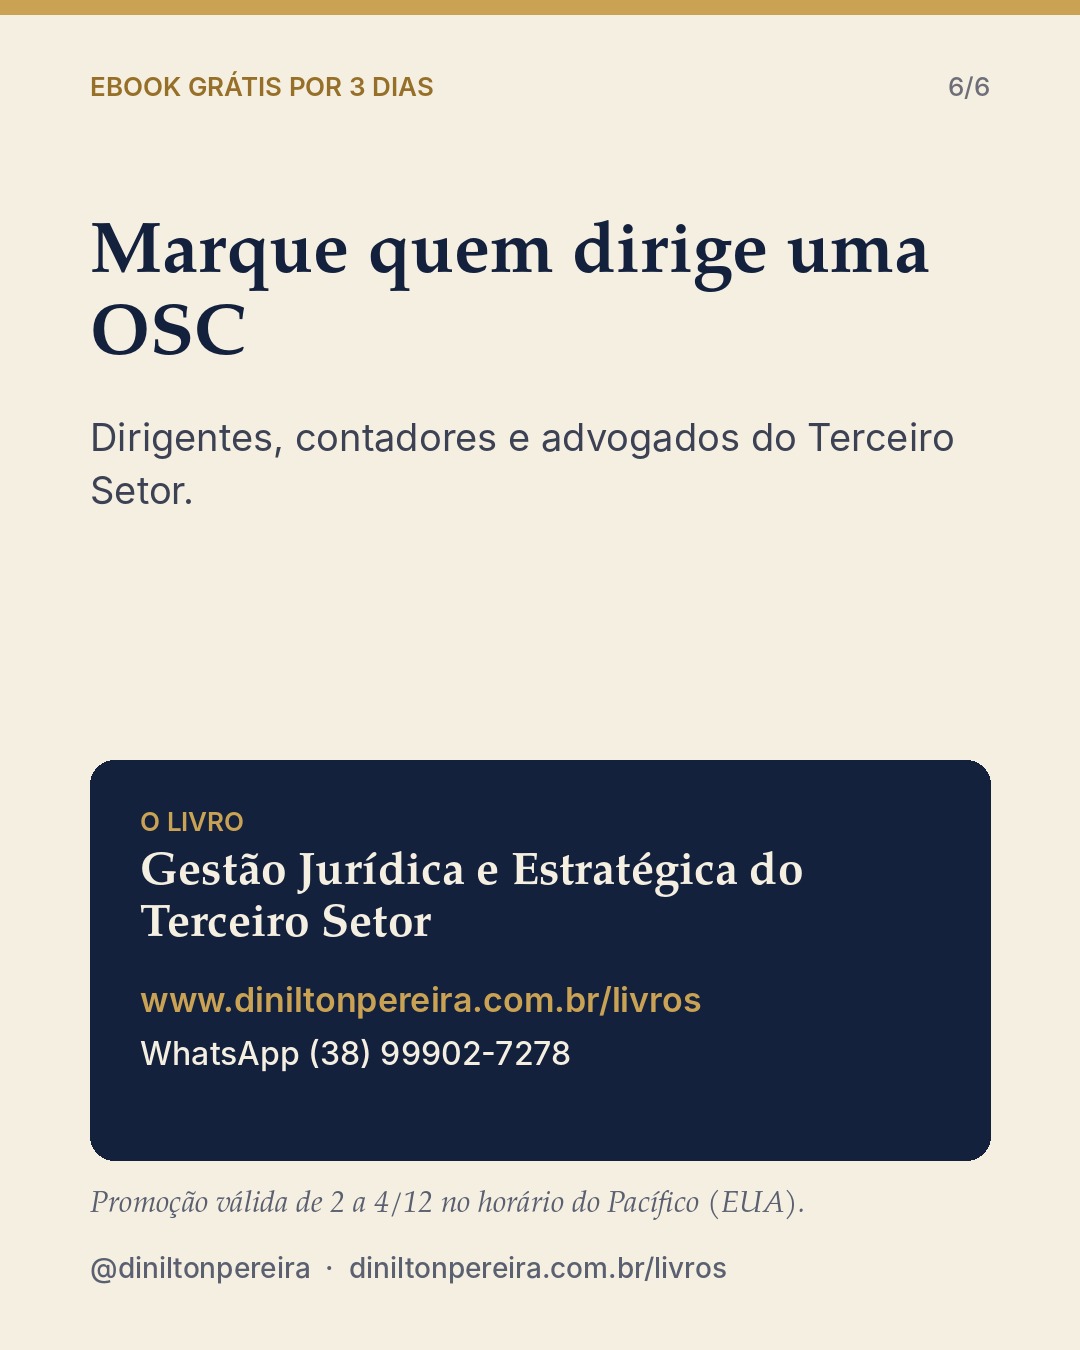 EBOOK GRÁTIS POR 3 DIAS
6/6
Marque quem dirige uma
OSC
Dirigentes, contadores e advogados do Terceiro
Setor.
O LIVRO
Gestão Jurídica e Estratégica do
Terceiro Setor
www.diniltonpereira.com.br/livros
WhatsApp (38) 99902-7278
Promoção válida de 2 a 4/12 no horário do Pacífico (EUA).
@diniltonpereira · diniltonpereira.com.br/livros